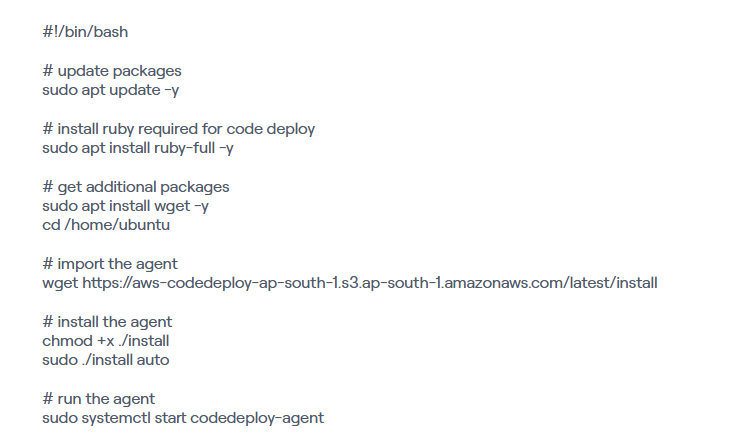 #!/bin/bash
# update packages
sudo apt update -y
# install ruby required for code deploy
sudo apt install ruby-full -y
# get additional packages
sudo apt install wget -y
cd /home/ubuntu
# import the agent
wget https://aws-codedeploy-ap-south-1.s3.ap-south-1.amazonaws.com/latest/install
# install the agent
chmod +x ./install
sudo ./install auto
# run the agent
sudo systemctl start codedeploy-agent